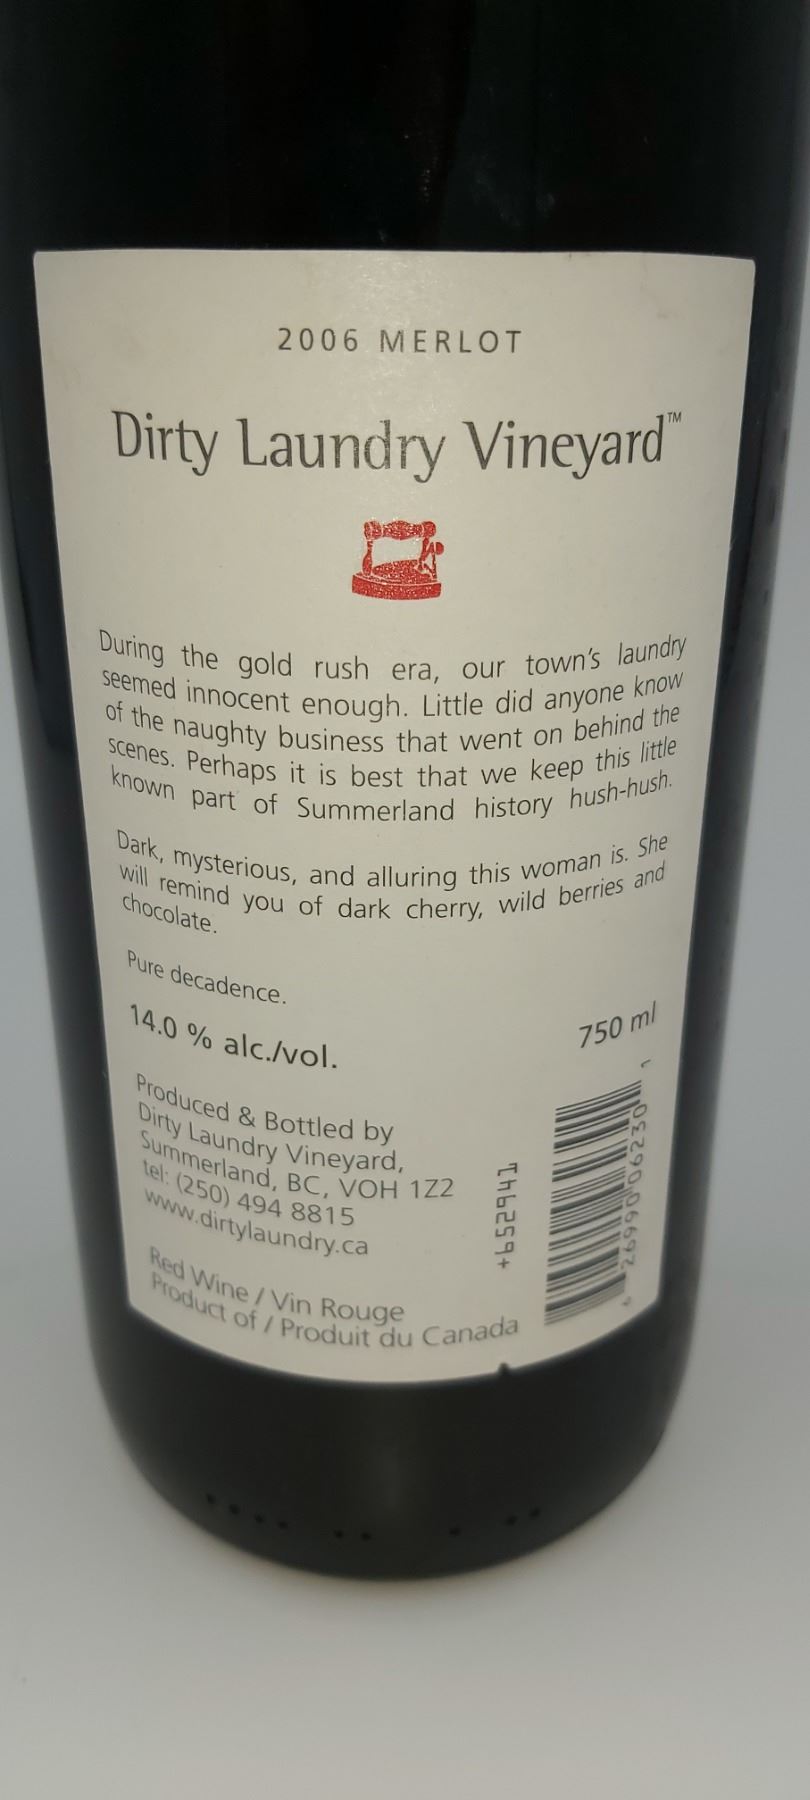 2006 MERLOT
Dirty Laundry Vineyard™
During the gold rush era, our town's laundry
seemed innocent enough. Little did anyone know
of the naughty business that went on behind the
scenes. Perhaps it is best that we keep this little
known part of Summerland history hush-hush.
Dark, mysterious, and alluring this woman is. She
will remind you of dark cherry, wild berries and
chocolate.
Pure decadence.
14.0 % alc./vol.
750 ml
Produced & Bottled by
Dirty Laundry Vineyard,
Summerland, BC, VOH 1Z2
tel: (250) 494 8815
www.dirtylaundry.ca
Red Wine / Vin Rouge
Product of / Produit du Canada
+652941
6 26990 06230 1